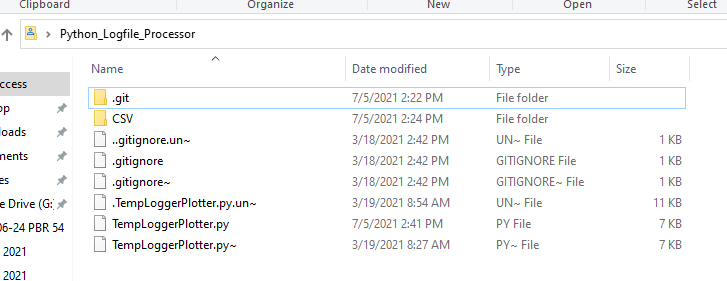 Clipboard Organize New Open Select
Python_Logfile_Processor
Name Date modified Type Size
ccess
.git 7/5/2021 2:22 PM File folder
op
CSV 7/5/2021 2:24 PM File folder
loads
..gitignore.un~ 3/18/2021 2:42 PM UN~ File 1 KB
ments
.gitignore 3/18/2021 2:42 PM GITIGNORE File 1 KB
es
.gitignore~ 3/18/2021 2:42 PM GITIGNORE~ File 1 KB
e Drive (G:)
.TempLoggerPlotter.py.un~ 3/19/2021 8:54 AM UN~ File 11 KB
06-24 PBR 54
TempLoggerPlotter.py 7/5/2021 2:41 PM PY File 7 KB
2021
TempLoggerPlotter.py~ 3/19/2021 8:27 AM PY~ File 7 KB
2021